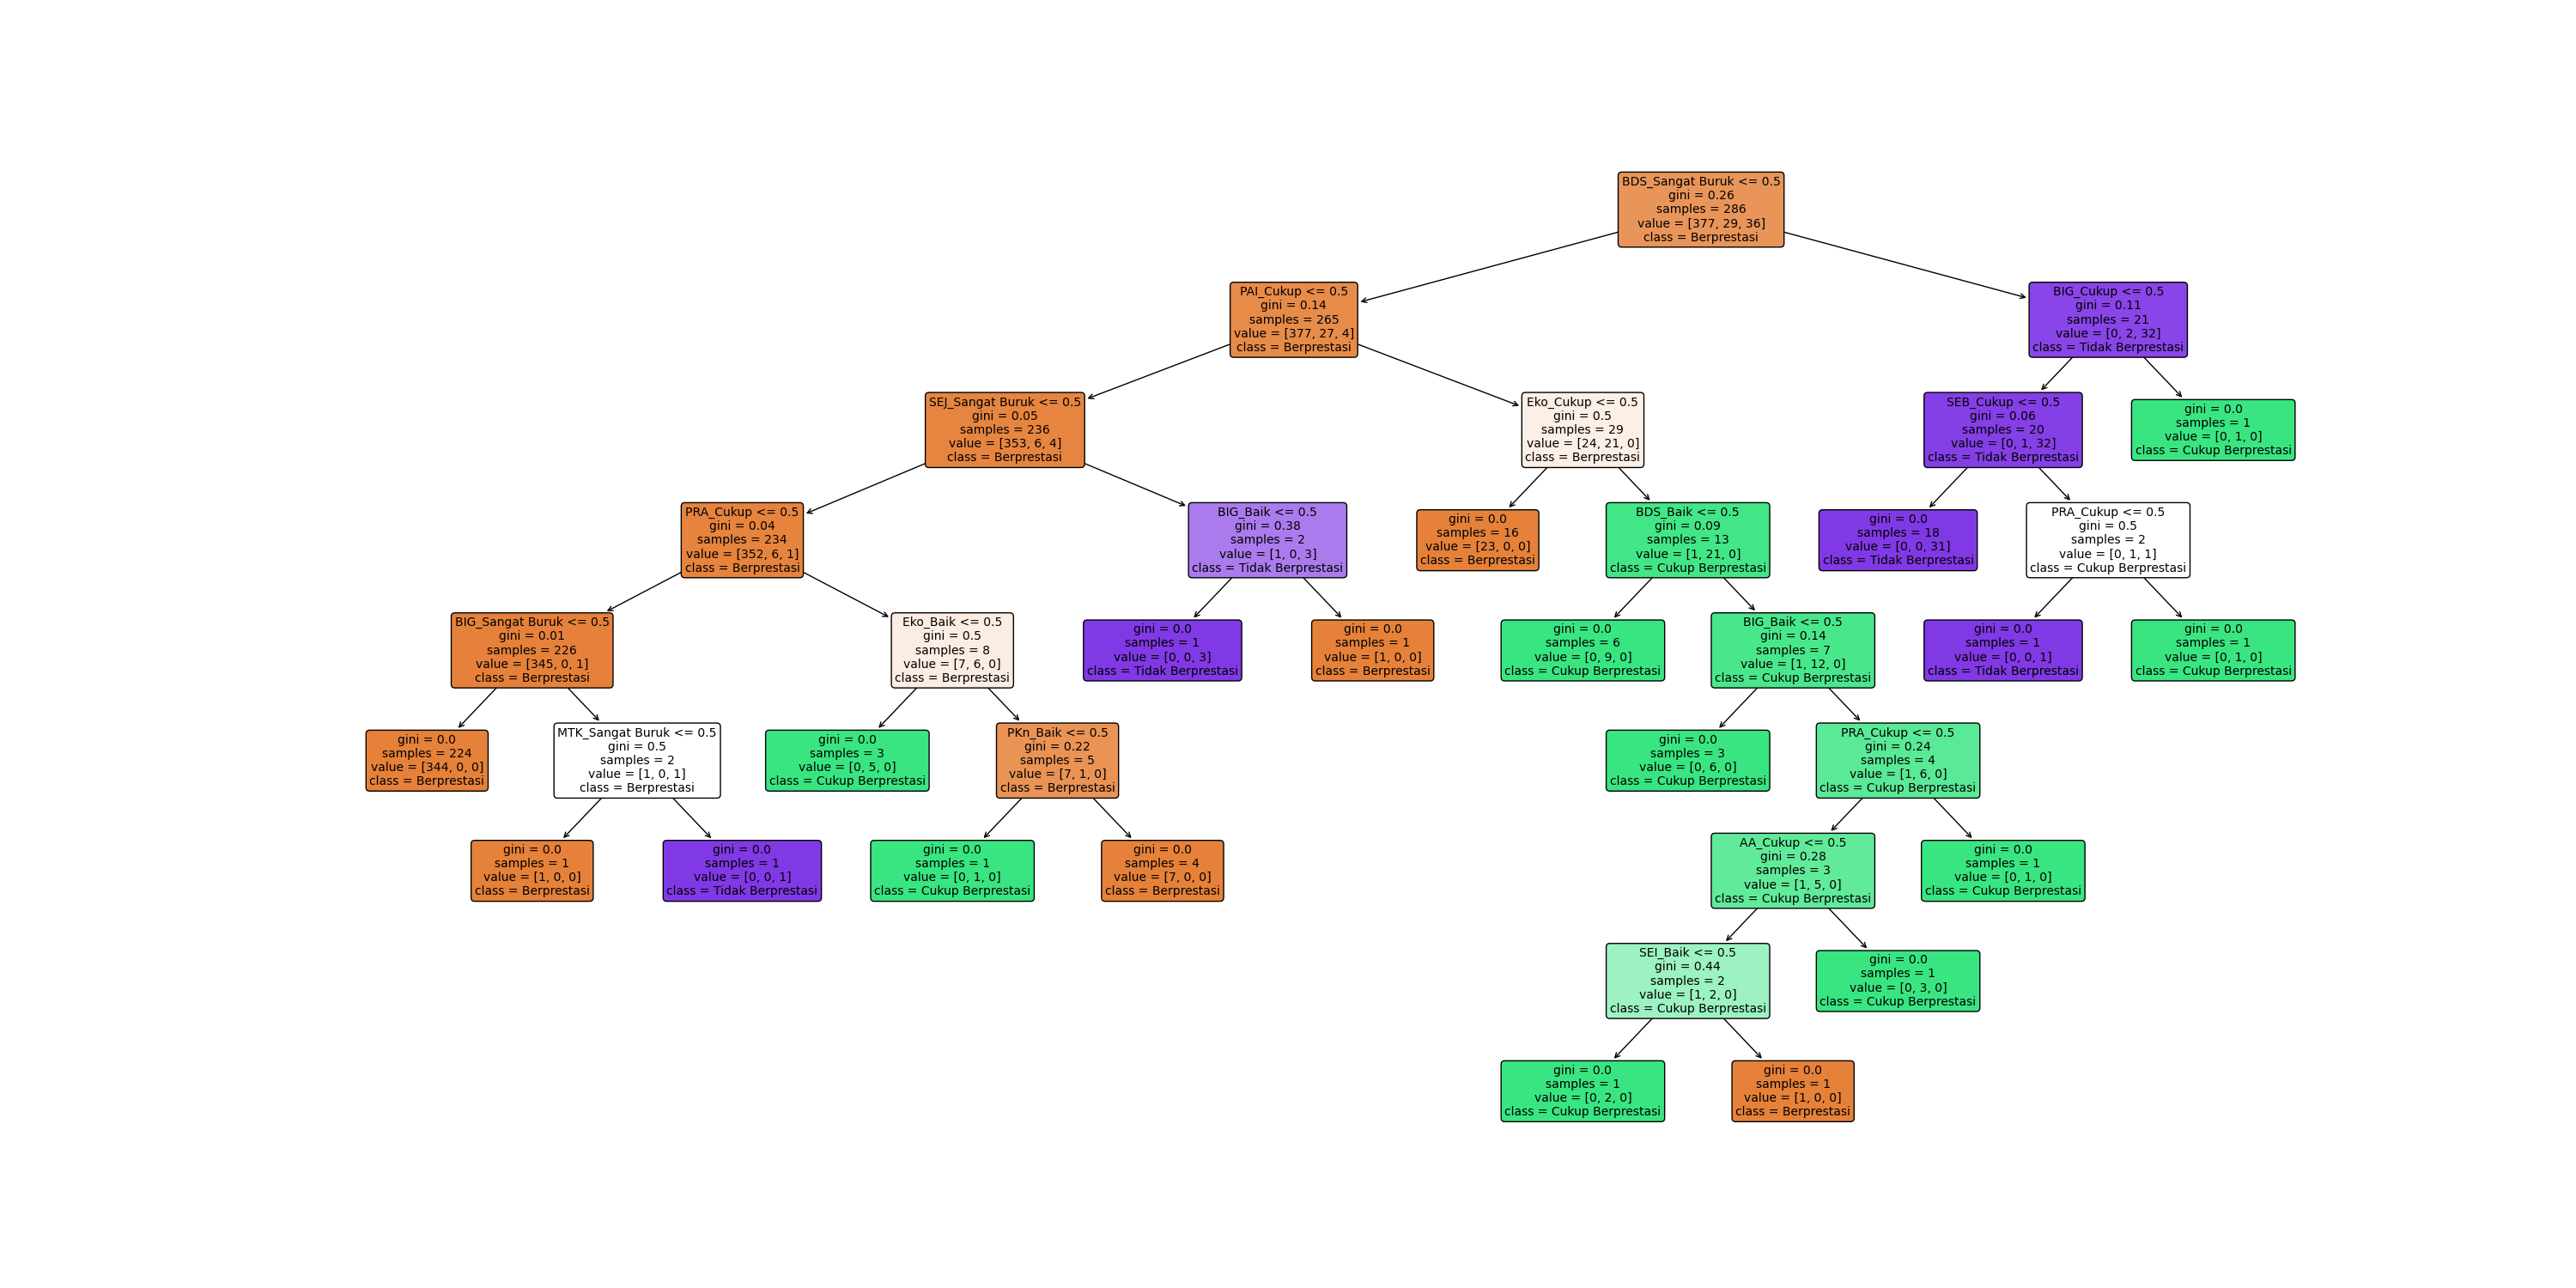 BDS_Sangat Buruk <= 0.5
gini = 0.26
samples = 286
value = [377, 29, 36]
class = Berprestasi
PAI_Cukup <= 0.5
gini = 0.14
samples = 265
value = [377, 27, 4]
class = Berprestasi
BIG_Cukup <= 0.5
gini = 0.11
samples = 21
value = [0, 2, 32]
class = Tidak Berprestasi
SEJ_Sangat Buruk <= 0.5
gini = 0.05
samples = 236
value = [353, 6, 4]
class = Berprestasi
Eko_Cukup <= 0.5
gini = 0.5
samples = 29
value = [24, 21, 0]
class = Berprestasi
SEB_Cukup <= 0.5
gini = 0.06
samples = 20
value = [0, 1, 32]
class = Tidak Berprestasi
gini = 0.0
samples = 1
value = [0, 1, 0]
class = Cukup Berprestasi
PRA_Cukup <= 0.5
gini = 0.04
samples = 234
value = [352, 6, 1]
class = Berprestasi
BIG_Baik <= 0.5
gini = 0.38
samples = 2
value = [1, 0, 3]
class = Tidak Berprestasi
gini = 0.0
samples = 16
value = [23, 0, 0]
class = Berprestasi
BDS_Baik <= 0.5
gini = 0.09
samples = 13
value = [1, 21, 0]
class = Cukup Berprestasi
gini = 0.0
samples = 18
value = [0, 0, 31]
class = Tidak Berprestasi
PRA_Cukup <= 0.5
gini = 0.5
samples = 2
value = [0, 1, 1]
class = Cukup Berprestasi
BIG_Sangat Buruk <= 0.5
gini = 0.01
samples = 226
value = [345, 0, 1]
class = Berprestasi
Eko_Baik <= 0.5
gini = 0.5
samples = 8
value = [7, 6, 0]
class = Berprestasi
gini = 0.0
samples = 1
value = [0, 0, 3]
class = Tidak Berprestasi
gini = 0.0
samples = 1
value = [1, 0, 0]
class = Berprestasi
gini = 0.0
samples = 6
value = [0, 9, 0]
class = Cukup Berprestasi
BIG_Baik <= 0.5
gini = 0.14
samples = 7
value = [1, 12, 0]
class = Cukup Berprestasi
gini = 0.0
samples = 1
value = [0, 0, 1]
class = Tidak Berprestasi
gini = 0.0
samples = 1
value = [0, 1, 0]
class = Cukup Berprestasi
gini = 0.0
samples = 224
value = [344, 0, 0]
class = Berprestasi
MTK_Sangat Buruk <= 0.5
gini = 0.5
samples = 2
value = [1, 0, 1]
class = Berprestasi
gini = 0.0
samples = 3
value = [0, 5, 0]
class = Cukup Berprestasi
PKn_Baik <= 0.5
gini = 0.22
samples = 5
value = [7, 1, 0]
class = Berprestasi
gini = 0.0
samples = 3
value = [0, 6, 0]
class = Cukup Berprestasi
PRA_Cukup <= 0.5
gini = 0.24
samples = 4
value = [1, 6, 0]
class = Cukup Berprestasi
gini = 0.0
samples = 1
value = [1, 0, 0]
class = Berprestasi
gini = 0.0
samples = 1
value = [0, 0, 1]
class = Tidak Berprestasi
gini = 0.0
samples = 1
value = [0, 1, 0]
class = Cukup Berprestasi
gini = 0.0
samples = 4
value = [7, 0, 0]
class = Berprestasi
AA_Cukup <= 0.5
gini = 0.28
samples = 3
value = [1, 5, 0]
class = Cukup Berprestasi
gini = 0.0
samples = 1
value = [0, 1, 0]
class = Cukup Berprestasi
SEI_Baik <= 0.5
gini = 0.44
samples = 2
value = [1, 2, 0]
class = Cukup Berprestasi
gini = 0.0
samples = 1
value = [0, 3, 0]
class = Cukup Berprestasi
gini = 0.0
samples = 1
value = [0, 2, 0]
class = Cukup Berprestasi
gini = 0.0
samples = 1
value = [1, 0, 0]
class = Berprestasi